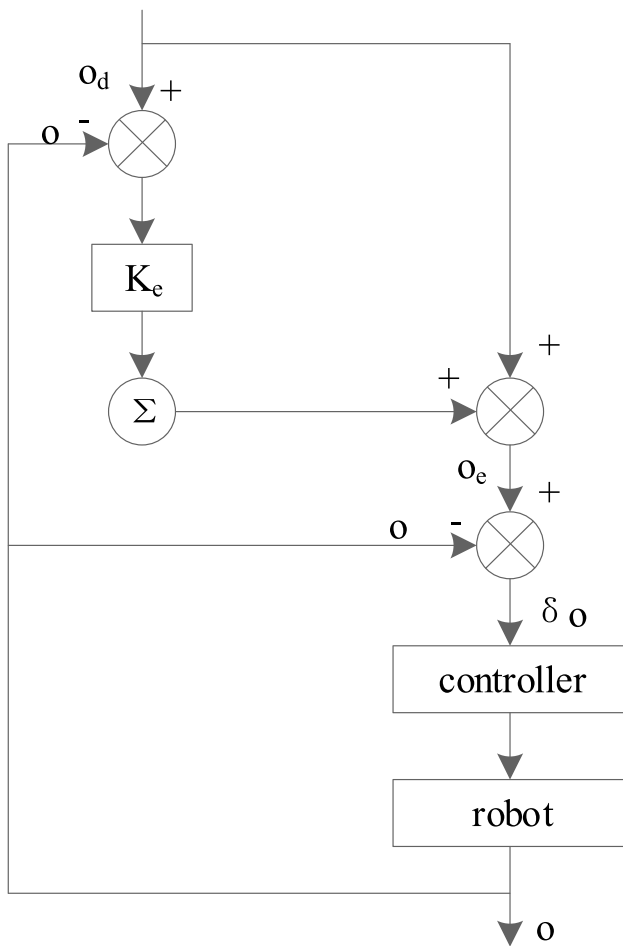 o_d
+
o -
K_e
+
+
Σ
o_e
+
o -
δ o
controller
robot
o